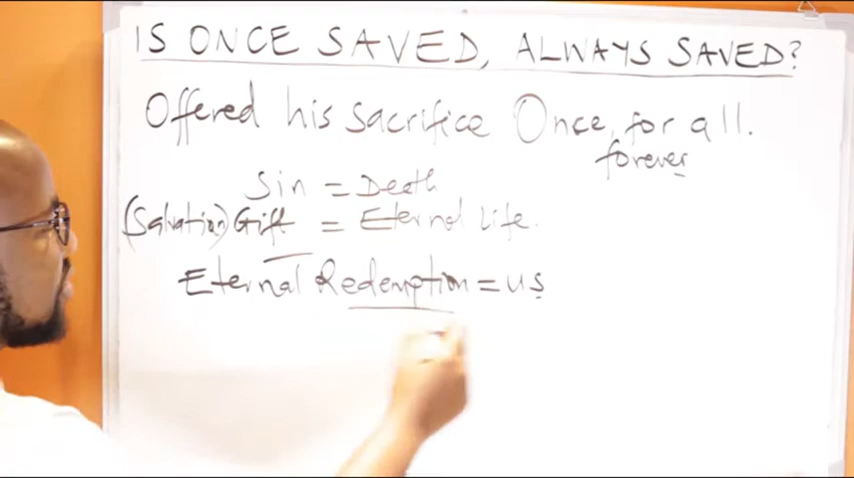 IS ONCE SAVED, ALWAYS SAVED?
Offered his sacrifice Once, for all.
forever
Sin = Death
(Salvation) Gift = Eternal Life.
Eternal Redemption = us